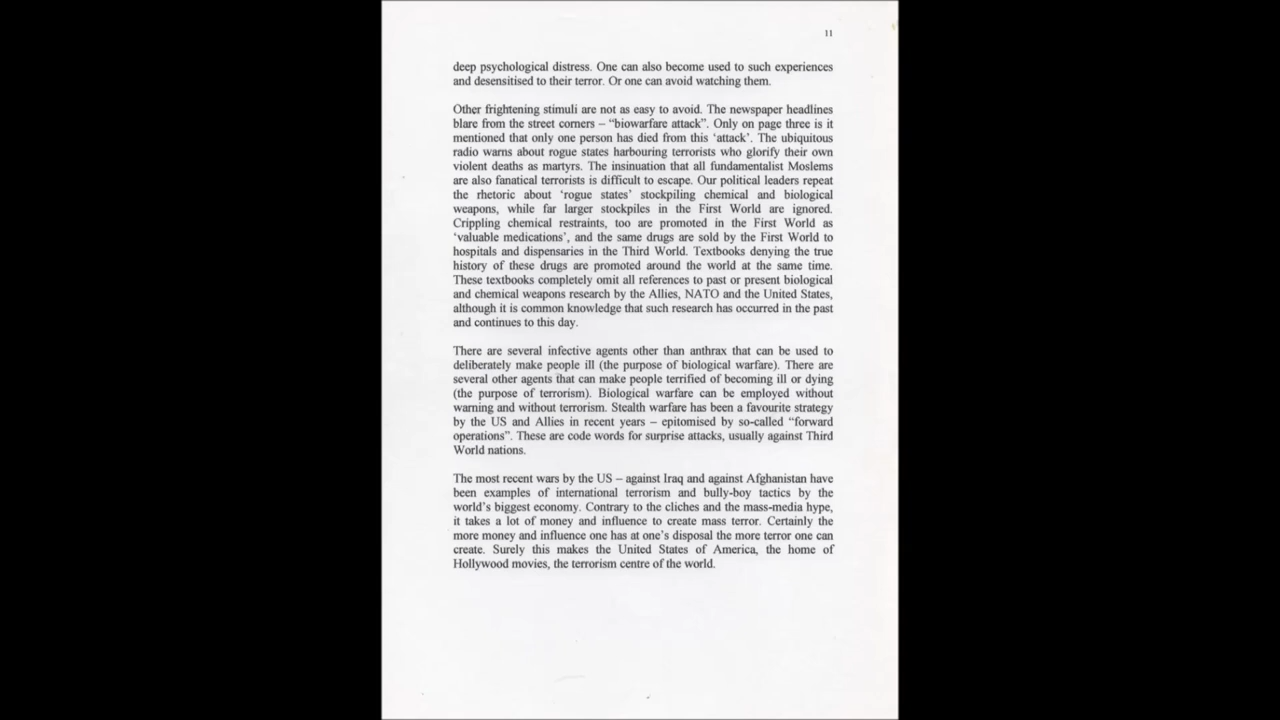 11
deep psychological distress. One can also become used to such experiences
and desensitised to their terror. Or one can avoid watching them.
Other frightening stimuli are not as easy to avoid. The newspaper headlines
blare from the street corners – “biowarfare attack”. Only on page three is it
mentioned that only one person has died from this ‘attack’. The ubiquitous
radio warns about rogue states harbouring terrorists who glorify their own
violent deaths as martyrs. The insinuation that all fundamentalist Moslems
are also fanatical terrorists is difficult to escape. Our political leaders repeat
the rhetoric about ‘rogue states’ stockpiling chemical and biological
weapons, while far larger stockpiles in the First World are ignored.
Crippling chemical restraints, too are promoted in the First World as
‘valuable medications’, and the same drugs are sold by the First World to
hospitals and dispensaries in the Third World. Textbooks denying the true
history of these drugs are promoted around the world at the same time.
These textbooks completely omit all references to past or present biological
and chemical weapons research by the Allies, NATO and the United States,
although it is common knowledge that such research has occurred in the past
and continues to this day.
There are several infective agents other than anthrax that can be used to
deliberately make people ill (the purpose of biological warfare). There are
several other agents that can make people terrified of becoming ill or dying
(the purpose of terrorism). Biological warfare can be employed without
warning and without terrorism. Stealth warfare has been a favourite strategy
by the US and Allies in recent years – epitomised by so-called “forward
operations”. These are code words for surprise attacks, usually against Third
World nations.
The most recent wars by the US – against Iraq and against Afghanistan have
been examples of international terrorism and bully-boy tactics by the
world’s biggest economy. Contrary to the cliches and the mass-media hype,
it takes a lot of money and influence to create mass terror. Certainly the
more money and influence one has at one’s disposal the more terror one can
create. Surely this makes the United States of America, the home of
Hollywood movies, the terrorism centre of the world.